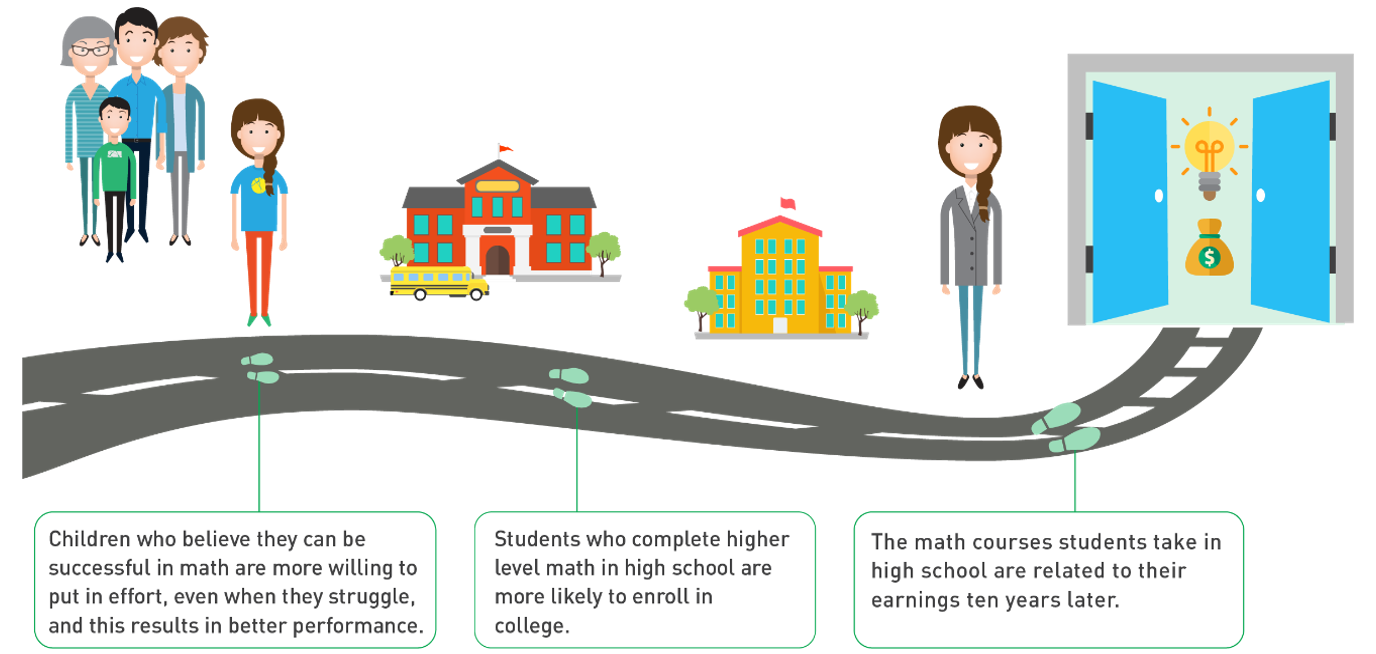 $
Children who believe they can be
successful in math are more willing to
put in effort, even when they struggle,
and this results in better performance.
Students who complete higher
level math in high school are
more likely to enroll in
college.
The math courses students take in
high school are related to their
earnings ten years later.